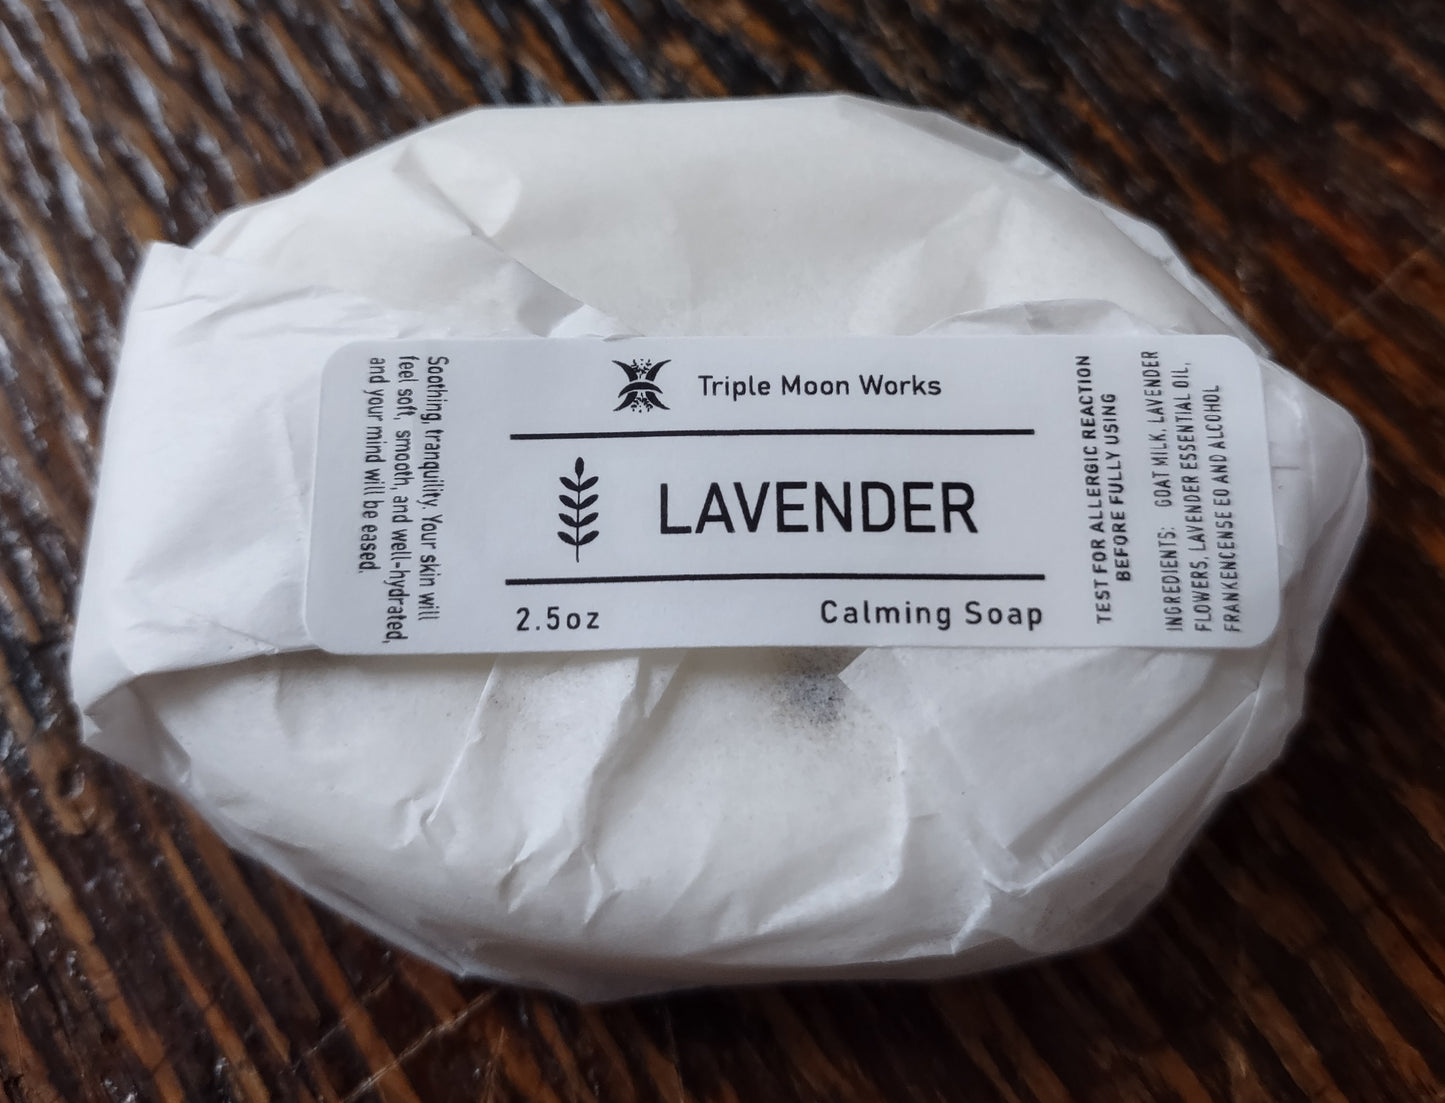 Soothing, tranquility. Your skin will
feel soft, smooth, and well-hydrated,
and your mind will be eased.
Triple Moon Works
LAVENDER
2.5oz
Calming Soap
TEST FOR ALLERGIC REACTION
BEFORE FULLY USING
INGREDIENTS: GOAT MILK, LAVENDER
FLOWERS, LAVENDER ESSENTIAL OIL,
FRANKENCENSE EO AND ALCOHOL